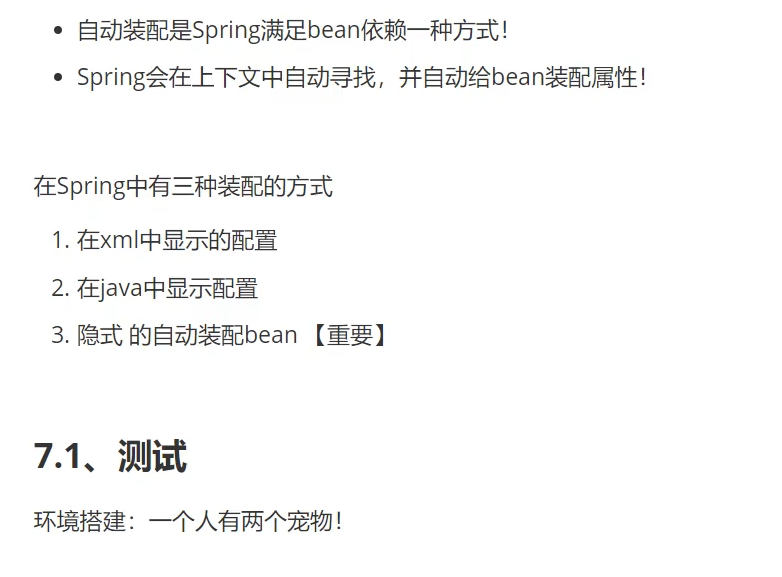 • 自动装配是Spring满足bean依赖一种方式！
• Spring会在上下文中自动寻找，并自动给bean装配属性！
在Spring中有三种装配的方式
1. 在xml中显示的配置
2. 在java中显示配置
3. 隐式 的自动装配bean 【重要】
7.1、测试
环境搭建：一个人有两个宠物！